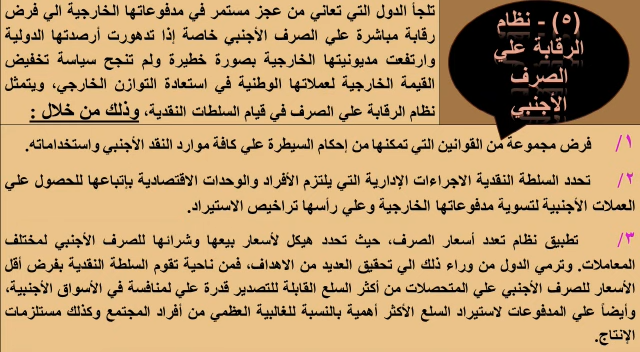 (٥) - نظام
الرقابة علي
الصرف
الأجنبي
تلجأ الدول التي تعاني من عجز مستمر في مدفوعاتها الخارجية الي فرض
رقابة مباشرة علي الصرف الأجنبي خاصة إذا تدهورت أرصدتها الدولية
وارتفعت مديونيتها الخارجية بصورة خطيرة ولم تنجح سياسة تخفيض
القيمة الخارجية لعملاتها الوطنية في استعادة التوازن الخارجي، ويتمثل
نظام الرقابة علي الصرف في قيام السلطات النقدية، وذلك من خلال :
١/ فرض مجموعة من القوانين التي تمكنها من إحكام السيطرة علي كافة موارد النقد الأجنبي واستخداماته.
٢/ تحدد السلطة النقدية الاجراءات الإدارية التي يلتزم الأفراد والوحدات الاقتصادية بإتباعها للحصول علي
العملات الأجنبية لتسوية مدفوعاتها الخارجية وعلي رأسها تراخيص الاستيراد.
٣/ تطبيق نظام تعدد أسعار الصرف، حيث تحدد هيكل لأسعار بيعها وشرائها للصرف الأجنبي لمختلف
المعاملات. وترمي الدول من وراء ذلك الي تحقيق العديد من الاهداف، فمن ناحية تقوم السلطة النقدية بفرض أقل
الأسعار للصرف الأجنبي علي المتحصلات من أكثر السلع القابلة للتصدير قدرة علي لمنافسة في الأسواق الأجنبية،
وأيضاً علي المدفوعات لاستيراد السلع الأكثر أهمية بالنسبة للغالبية العظمي من أفراد المجتمع وكذلك مستلزمات
الإنتاج.